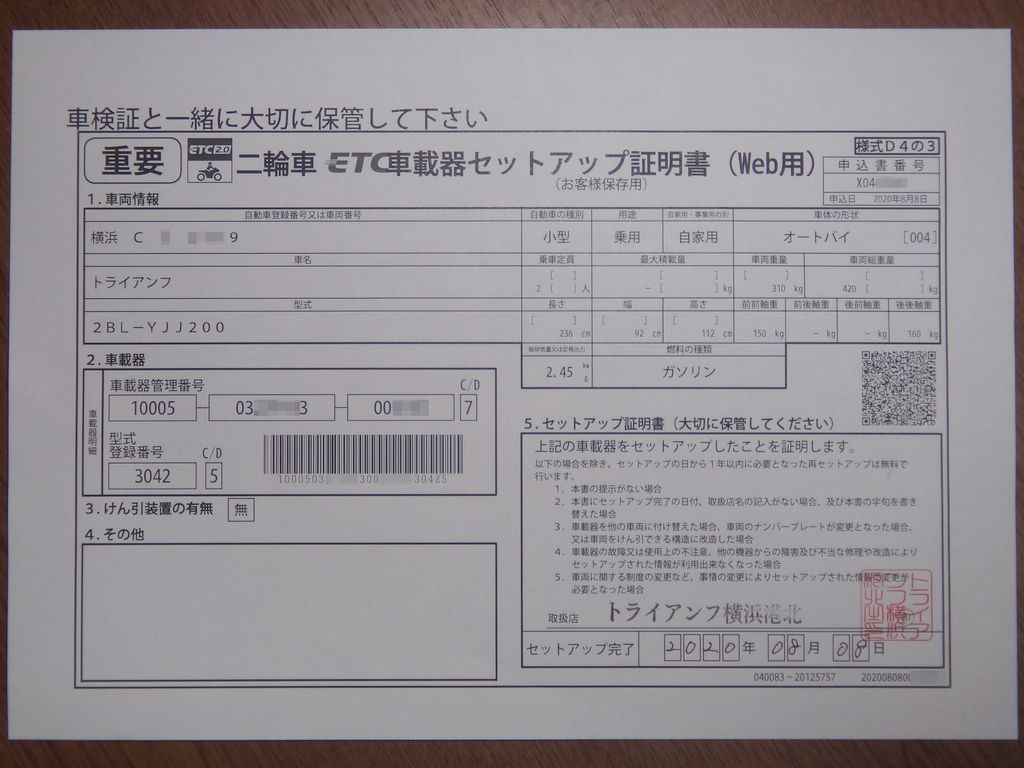 車検証と一緒に大切に保管して下さい
重要 ETC2.0 二輪車 ETC車載器セットアップ証明書（Web用）
（お客様保存用）
様式D4の3
申込書番号
X04
申込日 2020年8月8日
1.車両情報
自動車登録番号又は車両番号 自動車の種別 用途 自家用・事業用の別 車体の形状
横浜 C 9 小型 乗用 自家用 オートバイ [004]
車名 乗車定員 最大積載量 車両重量 車両総重量
トライアンフ [ ] 2 [ ]人 [ ] － [ ]kg [ ] 310 kg [ ] 420 [ ]kg
型式 長さ 幅 高さ 前前軸重 前後軸重 後前軸重 後後軸重
2BL－YJJ200 [ ] 236 cm [ ] 92 cm [ ] 112 cm 150 kg － kg － kg 160 kg
総排気量又は定格出力 燃料の種類
2.45 kw ℓ ガソリン
2.車載器
車載器明細
車載器管理番号 C/D
10005 － 03 3 － 00 7
型式
登録番号 C/D
3042 5
1000503 300 30425
3.けん引装置の有無 無
4.その他
5.セットアップ証明書（大切に保管してください）
上記の車載器をセットアップしたことを証明します。
以下の場合を除き、セットアップの日から1年以内に必要となった再セットアップは無料で
行います。
1. 本書の提示がない場合
2. 本書にセットアップ完了の日付、取扱店名の記入がない場合、及び本書の字句を書き
替えた場合
3. 車載器を他の車両に付け替えた場合、車両のナンバープレートが変更となった場合、
又は車両をけん引できる構造に改造した場合
4. 車載器の故障又は使用上の不注意、他の機器からの障害及び不当な修理や改造により
セットアップされた情報が利用出来なくなった場合
5. 車両に関する制度の変更など、事情の変更によりセットアップされた情報の変更が
必要となった場合
取扱店 トライアンフ横浜港北
セットアップ完了 2020年 08月 08日
040083－20125757 202008080